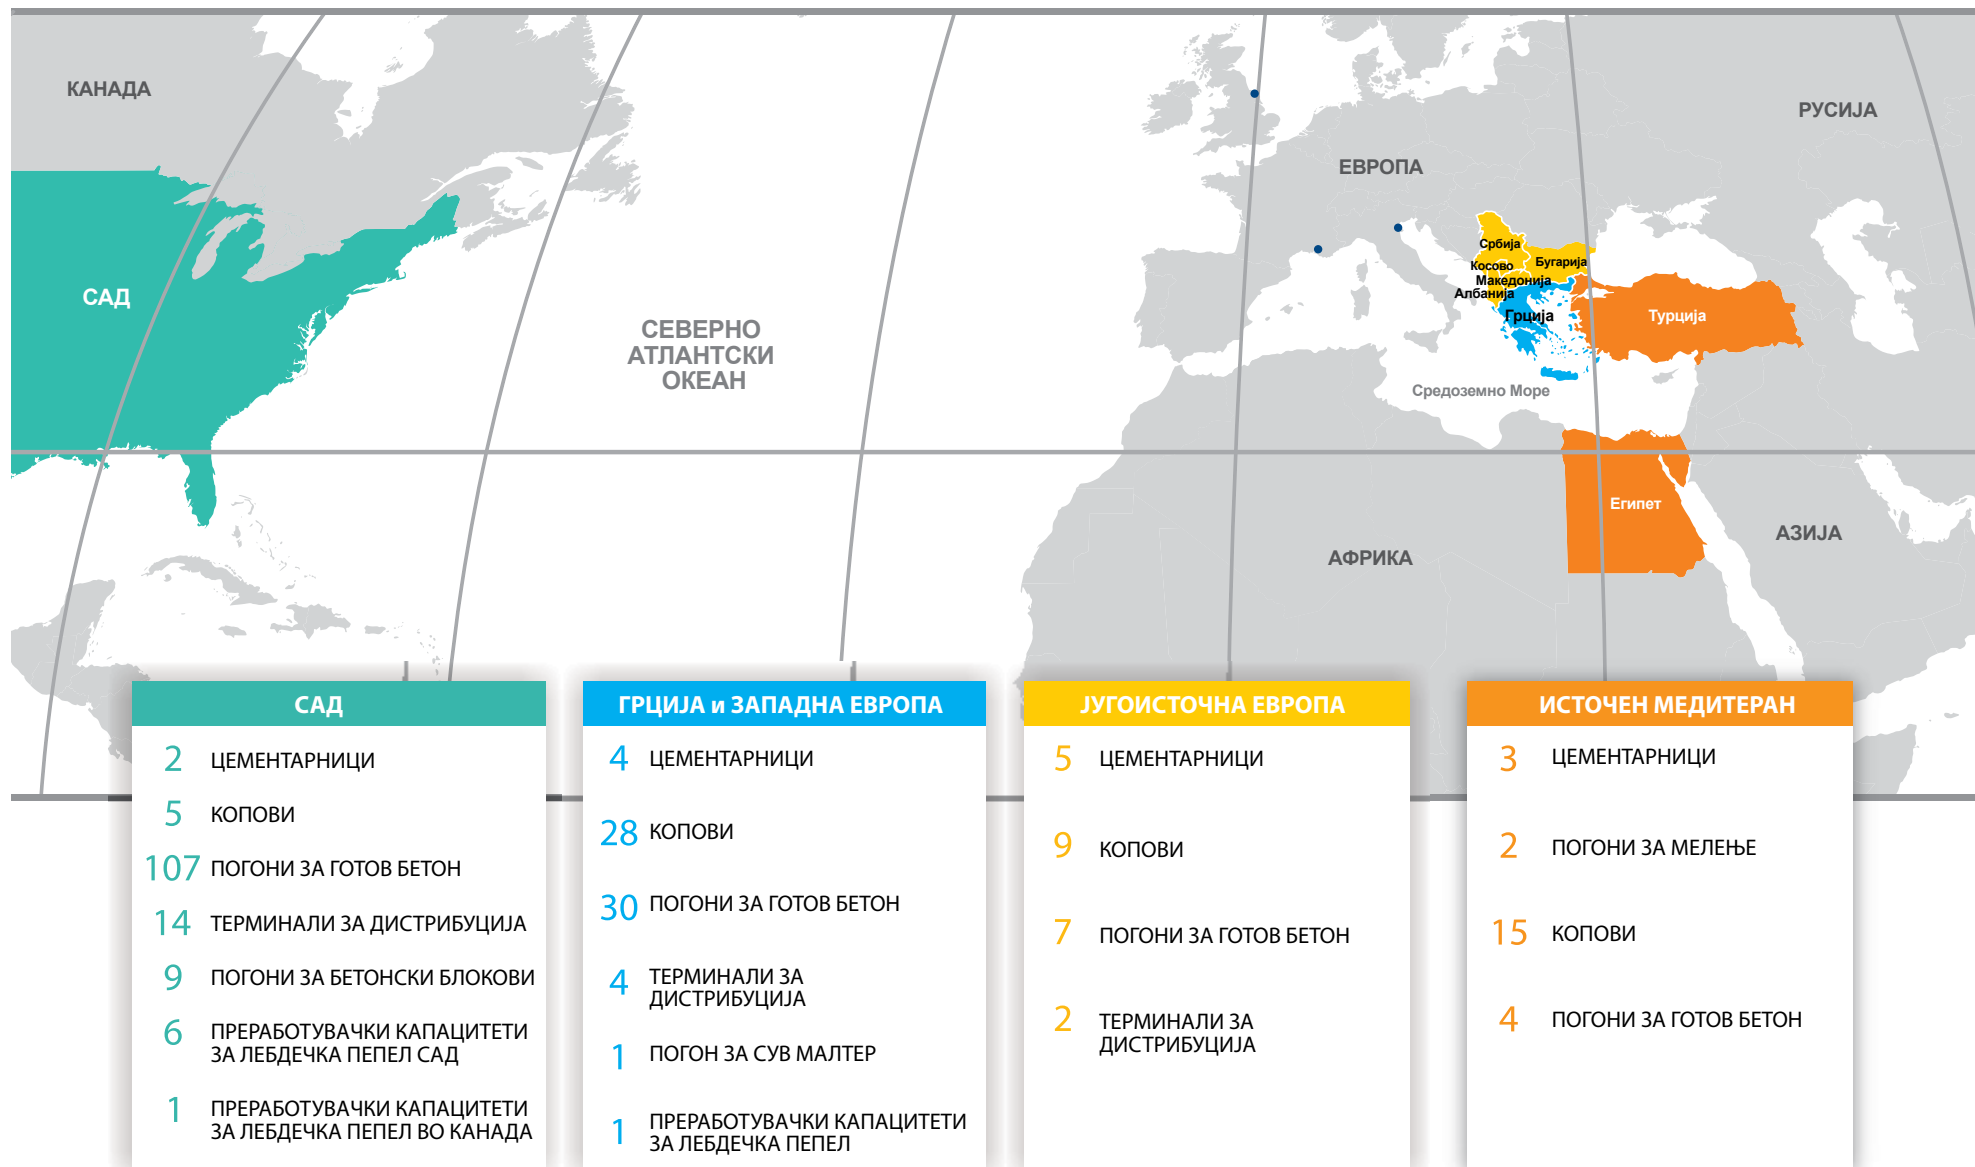 КАНАДА
РУСИЈА
ЕВРОПА
САД
СЕВЕРНО
АТЛАНТСКИ
ОКЕАН
Србија
Косово
Бугарија
Македонија
Албанија
Грција
Турција
Средоземно Море
Египет
АФРИКА
АЗИЈА
САД
2 ЦЕМЕНТАРНИЦИ
5 КОПОВИ
107 ПОГОНИ ЗА ГОТОВ БЕТОН
14 ТЕРМИНАЛИ ЗА ДИСТРИБУЦИЈА
9 ПОГОНИ ЗА БЕТОНСКИ БЛОКОВИ
6 ПРЕРАБОТУВАЧКИ КАПАЦИТЕТИ
ЗА ЛЕБДЕЧКА ПЕПЕЛ САД
1 ПРЕРАБОТУВАЧКИ КАПАЦИТЕТИ
ЗА ЛЕБДЕЧКА ПЕПЕЛ ВО КАНАДА
ГРЦИЈА и ЗАПАДНА ЕВРОПА
4 ЦЕМЕНТАРНИЦИ
28 КОПОВИ
30 ПОГОНИ ЗА ГОТОВ БЕТОН
4 ТЕРМИНАЛИ ЗА
ДИСТРИБУЦИЈА
1 ПОГОН ЗА СУВ МАЛТЕР
1 ПРЕРАБОТУВАЧКИ КАПАЦИТЕТИ
ЗА ЛЕБДЕЧКА ПЕПЕЛ
ЈУГОИСТОЧНА ЕВРОПА
5 ЦЕМЕНТАРНИЦИ
9 КОПОВИ
7 ПОГОНИ ЗА ГОТОВ БЕТОН
2 ТЕРМИНАЛИ ЗА
ДИСТРИБУЦИЈА
ИСТОЧЕН МЕДИТЕРАН
3 ЦЕМЕНТАРНИЦИ
2 ПОГОНИ ЗА МЕЛЕЊЕ
15 КОПОВИ
4 ПОГОНИ ЗА ГОТОВ БЕТОН